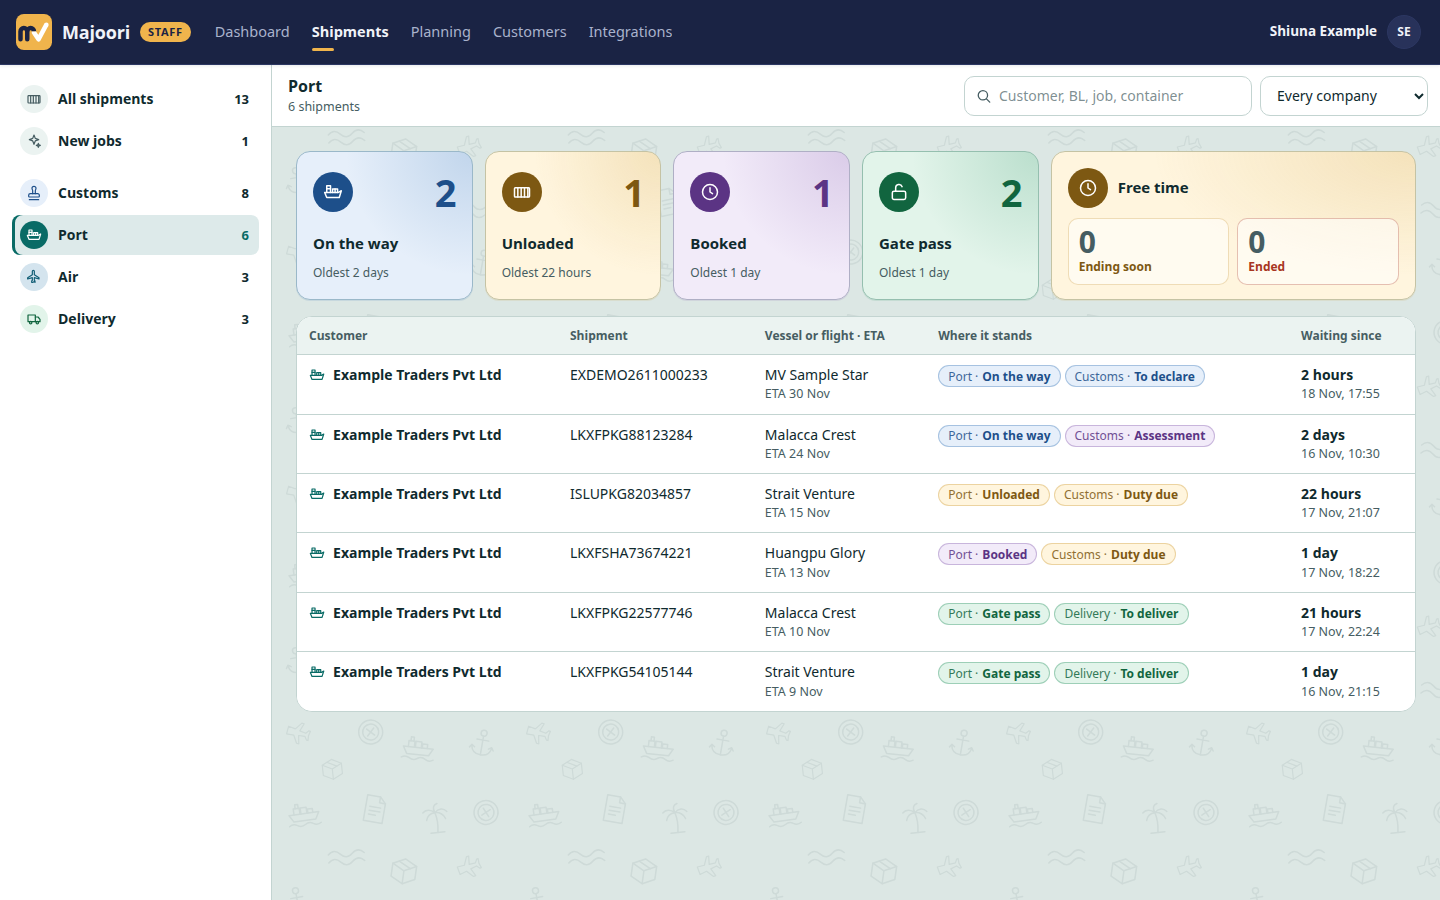 Majoori STAFF Dashboard Shipments Planning Customers Integrations Shiuna Example SE
All shipments 13
New jobs 1
Customs 8
Port 6
Air 3
Delivery 3
Port
6 shipments
Customer, BL, job, container
Every company
2
On the way
Oldest 2 days
1
Unloaded
Oldest 22 hours
1
Booked
Oldest 1 day
2
Gate pass
Oldest 1 day
Free time
0
Ending soon
0
Ended
Customer Shipment Vessel or flight · ETA Where it stands Waiting since
Example Traders Pvt Ltd EXDEMO2611000233 MV Sample Star Port · On the way Customs · To declare 2 hours
ETA 30 Nov 18 Nov, 17:55
Example Traders Pvt Ltd LKXFPKG88123284 Malacca Crest Port · On the way Customs · Assessment 2 days
ETA 24 Nov 16 Nov, 10:30
Example Traders Pvt Ltd ISLUPKG82034857 Strait Venture Port · Unloaded Customs · Duty due 22 hours
ETA 15 Nov 17 Nov, 21:07
Example Traders Pvt Ltd LKXFSHA73674221 Huangpu Glory Port · Booked Customs · Duty due 1 day
ETA 13 Nov 17 Nov, 18:22
Example Traders Pvt Ltd LKXFPKG22577746 Malacca Crest Port · Gate pass Delivery · To deliver 21 hours
ETA 10 Nov 17 Nov, 22:24
Example Traders Pvt Ltd LKXFPKG54105144 Strait Venture Port · Gate pass Delivery · To deliver 1 day
ETA 9 Nov 16 Nov, 21:15